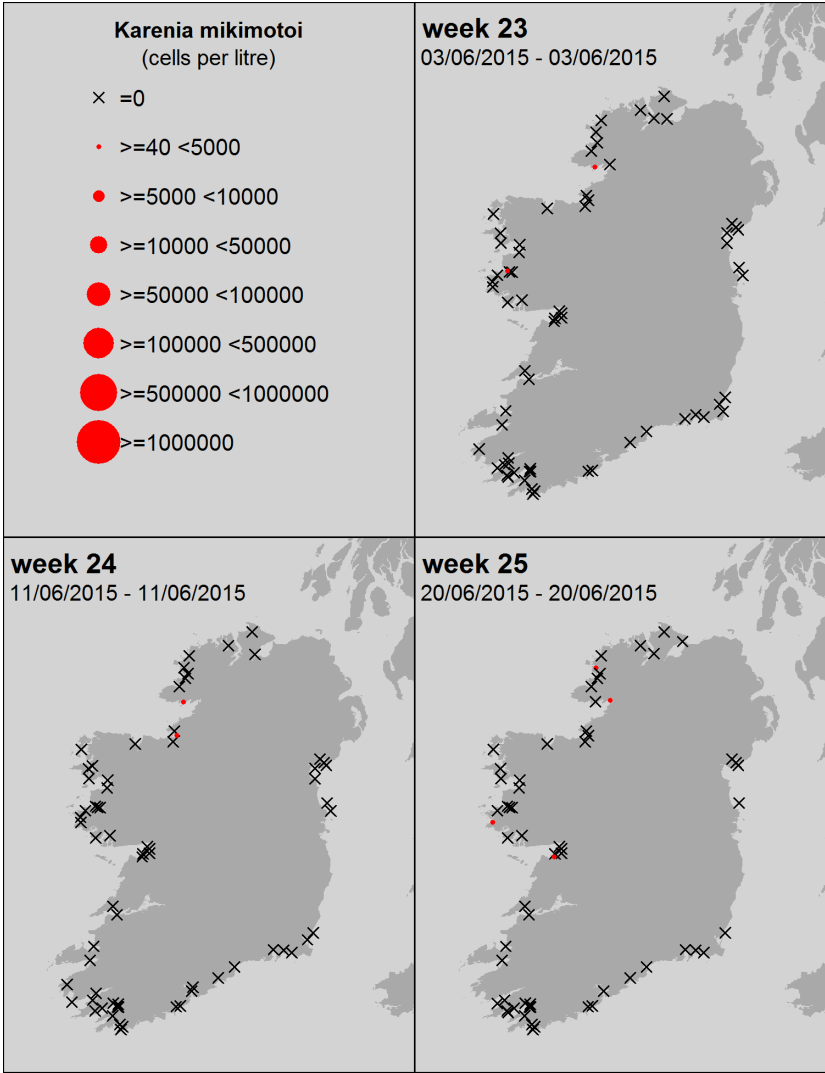 Karenia mikimotoi
(cells per litre)
=0
>=40 <5000
>=5000 <10000
>=10000 <50000
>=50000 <100000
>=100000 <500000
>=500000 <1000000
>=1000000
week 23
03/06/2015 - 03/06/2015
week 24
11/06/2015 - 11/06/2015
week 25
20/06/2015 - 20/06/2015